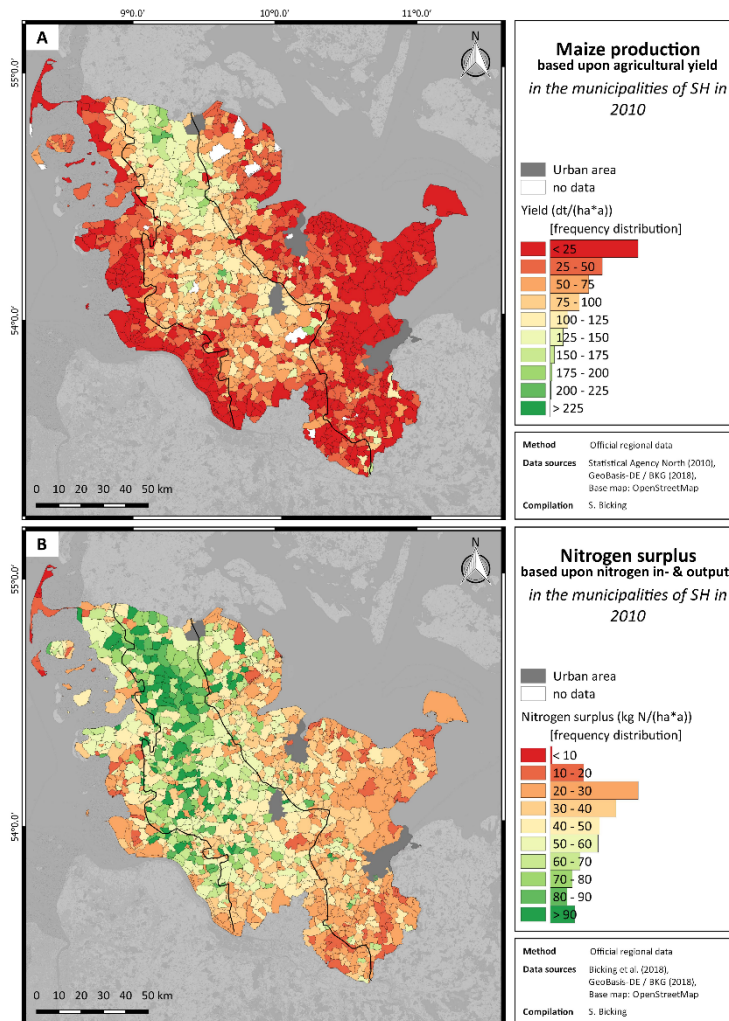 9°0.0'
10°0.0'
11°0.0'
A
N
55°0.0'
54°0.0'
0 10 20 30 40 50 km
Maize production
based upon agricultural yield
in the municipalities of SH in
2010
Urban area
no data
Yield (dt/(ha*a))
[frequency distribution]
< 25
25 - 50
50 - 75
75 - 100
100 - 125
125 - 150
150 - 175
175 - 200
200 - 225
> 225
Method Official regional data
Data sources Statistical Agency North (2010),
GeoBasis-DE / BKG (2018),
Base map: OpenStreetMap
Compilation S. Bicking
B
N
55°0.0'
54°0.0'
0 10 20 30 40 50 km
Nitrogen surplus
based upon nitrogen in- & output
in the municipalities of SH in
2010
Urban area
no data
Nitrogen surplus (kg N/(ha*a))
[frequency distribution]
< 10
10 - 20
20 - 30
30 - 40
40 - 50
50 - 60
60 - 70
70 - 80
80 - 90
> 90
Method Official regional data
Data sources Bicking et al. (2018),
GeoBasis-DE / BKG (2018),
Base map: OpenStreetMap
Compilation S. Bicking